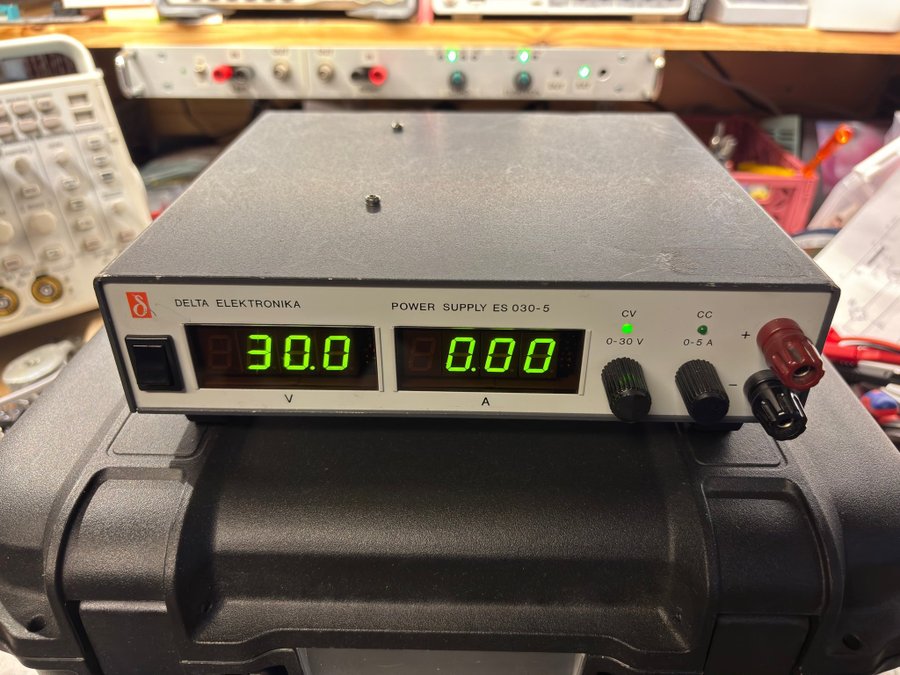 δ
DELTA ELEKTRONIKA
POWER SUPPLY ES 030-5
CV
CC
0-30 V
0-5 A
+
-
30.0
0.00
V
A